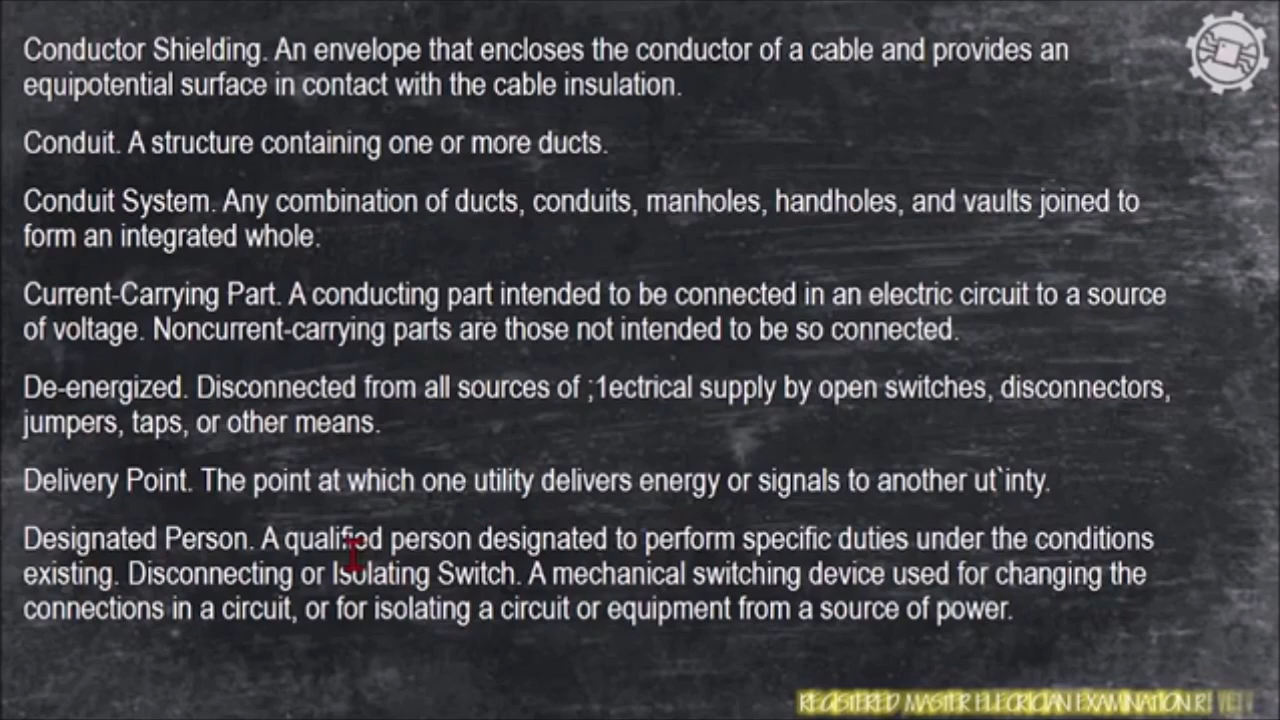 Conductor Shielding. An envelope that encloses the conductor of a cable and provides an
equipotential surface in contact with the cable insulation.
Conduit. A structure containing one or more ducts.
Conduit System. Any combination of ducts, conduits, manholes, handholes, and vaults joined to
form an integrated whole.
Current-Carrying Part. A conducting part intended to be connected in an electric circuit to a source
of voltage. Noncurrent-carrying parts are those not intended to be so connected.
De-energized. Disconnected from all sources of ;1ectrical supply by open switches, disconnectors,
jumpers, taps, or other means.
Delivery Point. The point at which one utility delivers energy or signals to another ut`inty.
Designated Person. A qualified person designated to perform specific duties under the conditions
existing. Disconnecting or Isolating Switch. A mechanical switching device used for changing the
connections in a circuit, or for isolating a circuit or equipment from a source of power.
REGISTERED MASTER ELECRICIAN EXAMINATION